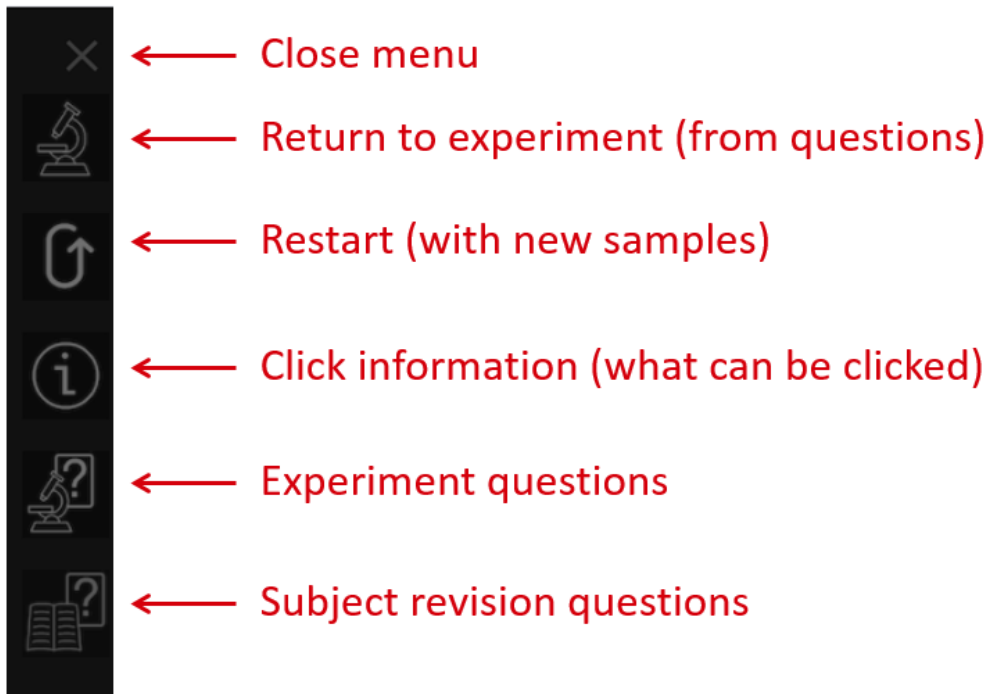 Close menu
Return to experiment (from questions)
Restart (with new samples)
Click information (what can be clicked)
Experiment questions
Subject revision questions